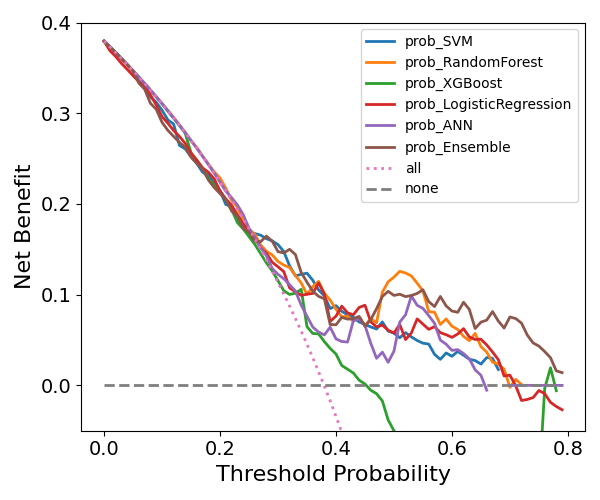 0.4
0.3
0.2
0.1
0.0
Net Benefit
prob_SVM
prob_RandomForest
prob_XGBoost
prob_LogisticRegression
prob_ANN
prob_Ensemble
all
none
0.0 0.2 0.4 0.6 0.8
Threshold Probability